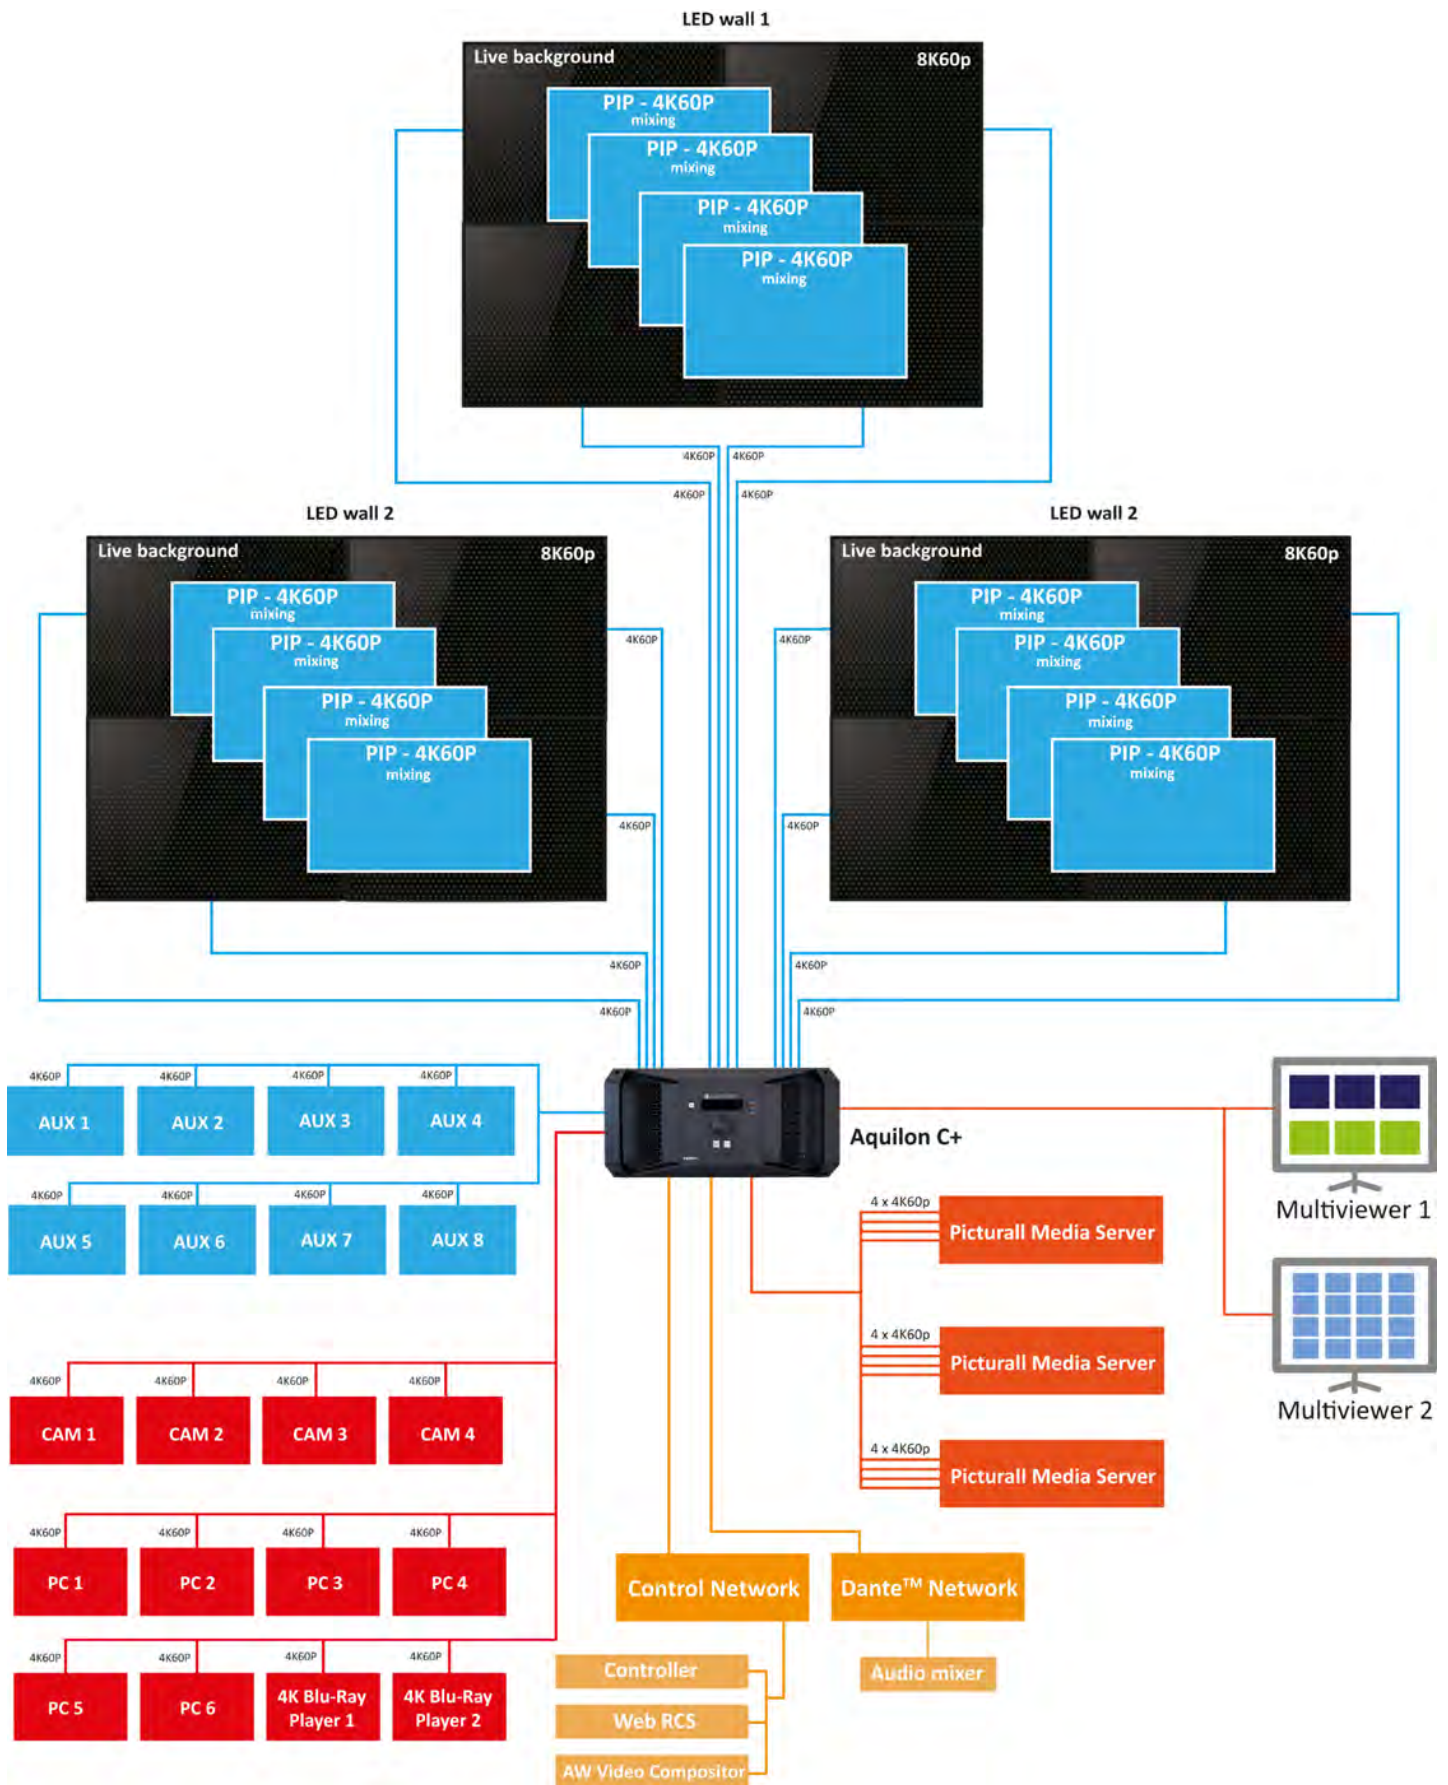 LED wall 1
Live background
8K60p
PIP - 4K60P
mixing
PIP - 4K60P
mixing
PIP - 4K60P
mixing
PIP - 4K60P
mixing
4K60P
4K60P
4K60P
4K60P
LED wall 2
Live background
8K60p
PIP - 4K60P
mixing
PIP - 4K60P
mixing
PIP - 4K60P
mixing
PIP - 4K60P
mixing
4K60P
4K60P
4K60P
4K60P
LED wall 2
Live background
8K60p
PIP - 4K60P
mixing
PIP - 4K60P
mixing
PIP - 4K60P
mixing
PIP - 4K60P
mixing
4K60P
4K60P
4K60P
4K60P
4K60P
4K60P
4K60P
4K60P
AUX 1
AUX 2
AUX 3
AUX 4
4K60P
4K60P
4K60P
4K60P
AUX 5
AUX 6
AUX 7
AUX 8
Aquilon C+
Multiviewer 1
Multiviewer 2
4 x 4K60p
Picturall Media Server
4 x 4K60p
Picturall Media Server
4 x 4K60p
Picturall Media Server
4K60P
4K60P
4K60P
4K60P
CAM 1
CAM 2
CAM 3
CAM 4
4K60P
4K60P
4K60P
4K60P
PC 1
PC 2
PC 3
PC 4
4K60P
4K60P
4K60P
4K60P
PC 5
PC 6
4K Blu-Ray
Player 1
4K Blu-Ray
Player 2
Control Network
Dante™ Network
Controller
Web RCS
AW Video Compositor
Audio mixer